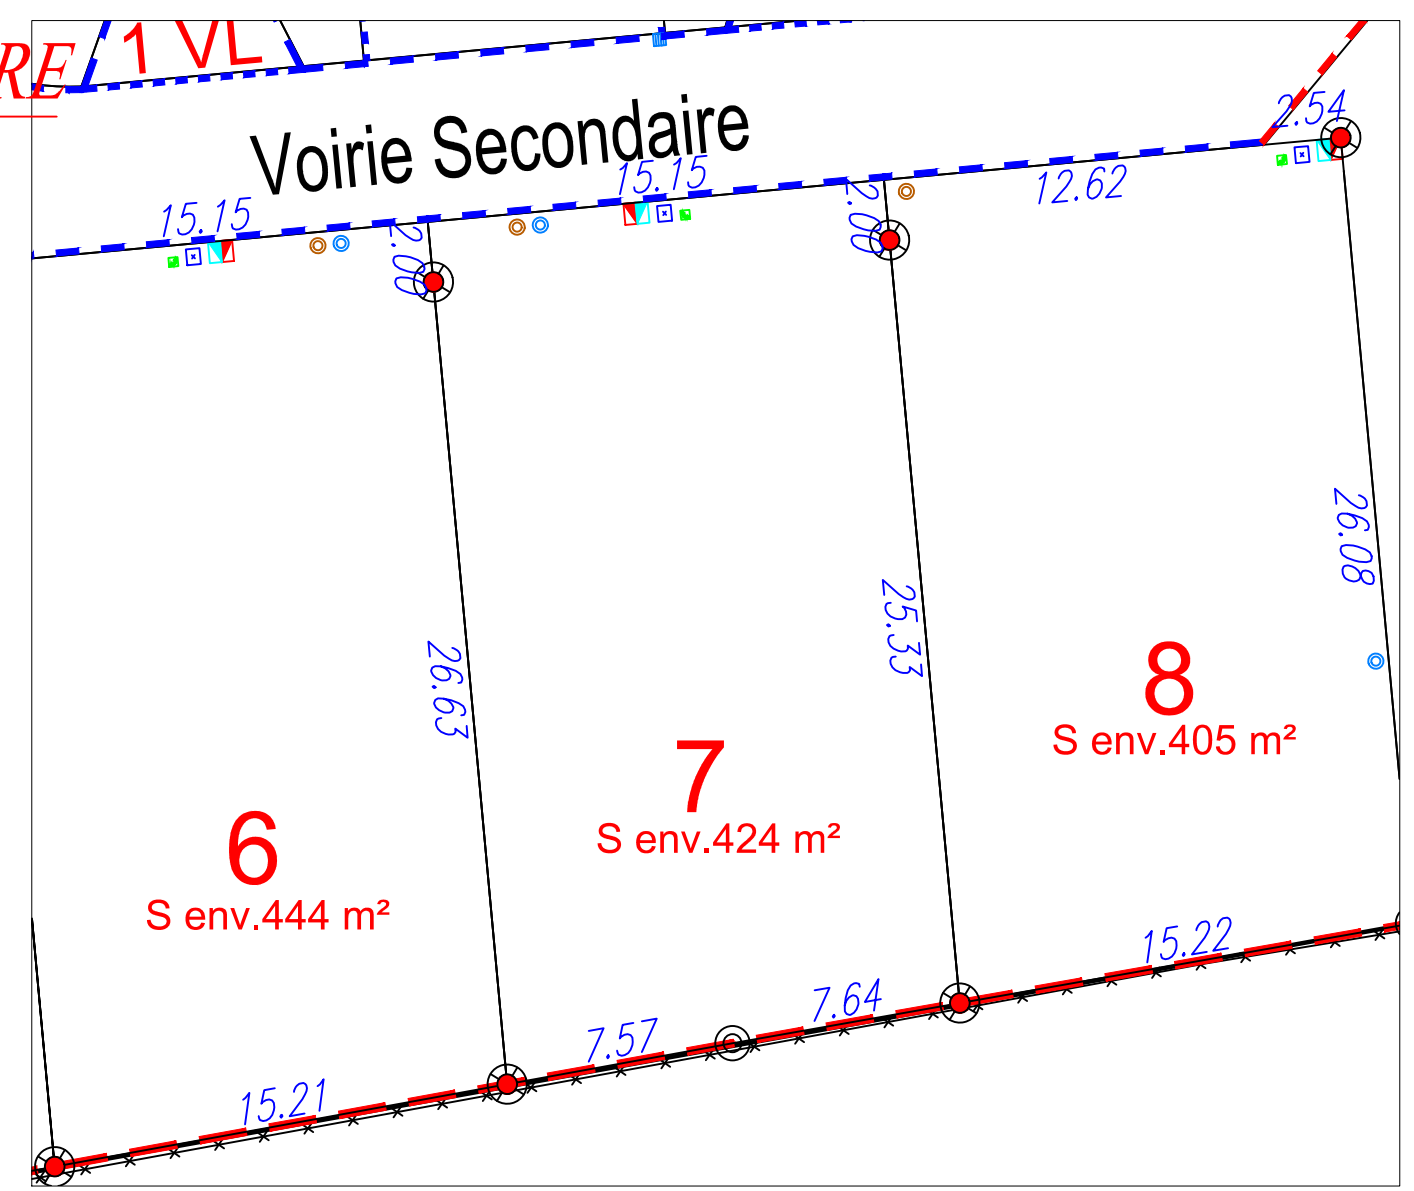 RE
1 VL
Voirie Secondaire
2.54
15.15
15.15
12.62
2.00
2.00
26.08
25.33
26.63
8
S env.405 m²
7
S env.424 m²
6
S env.444 m²
15.22
7.64
7.57
15.21